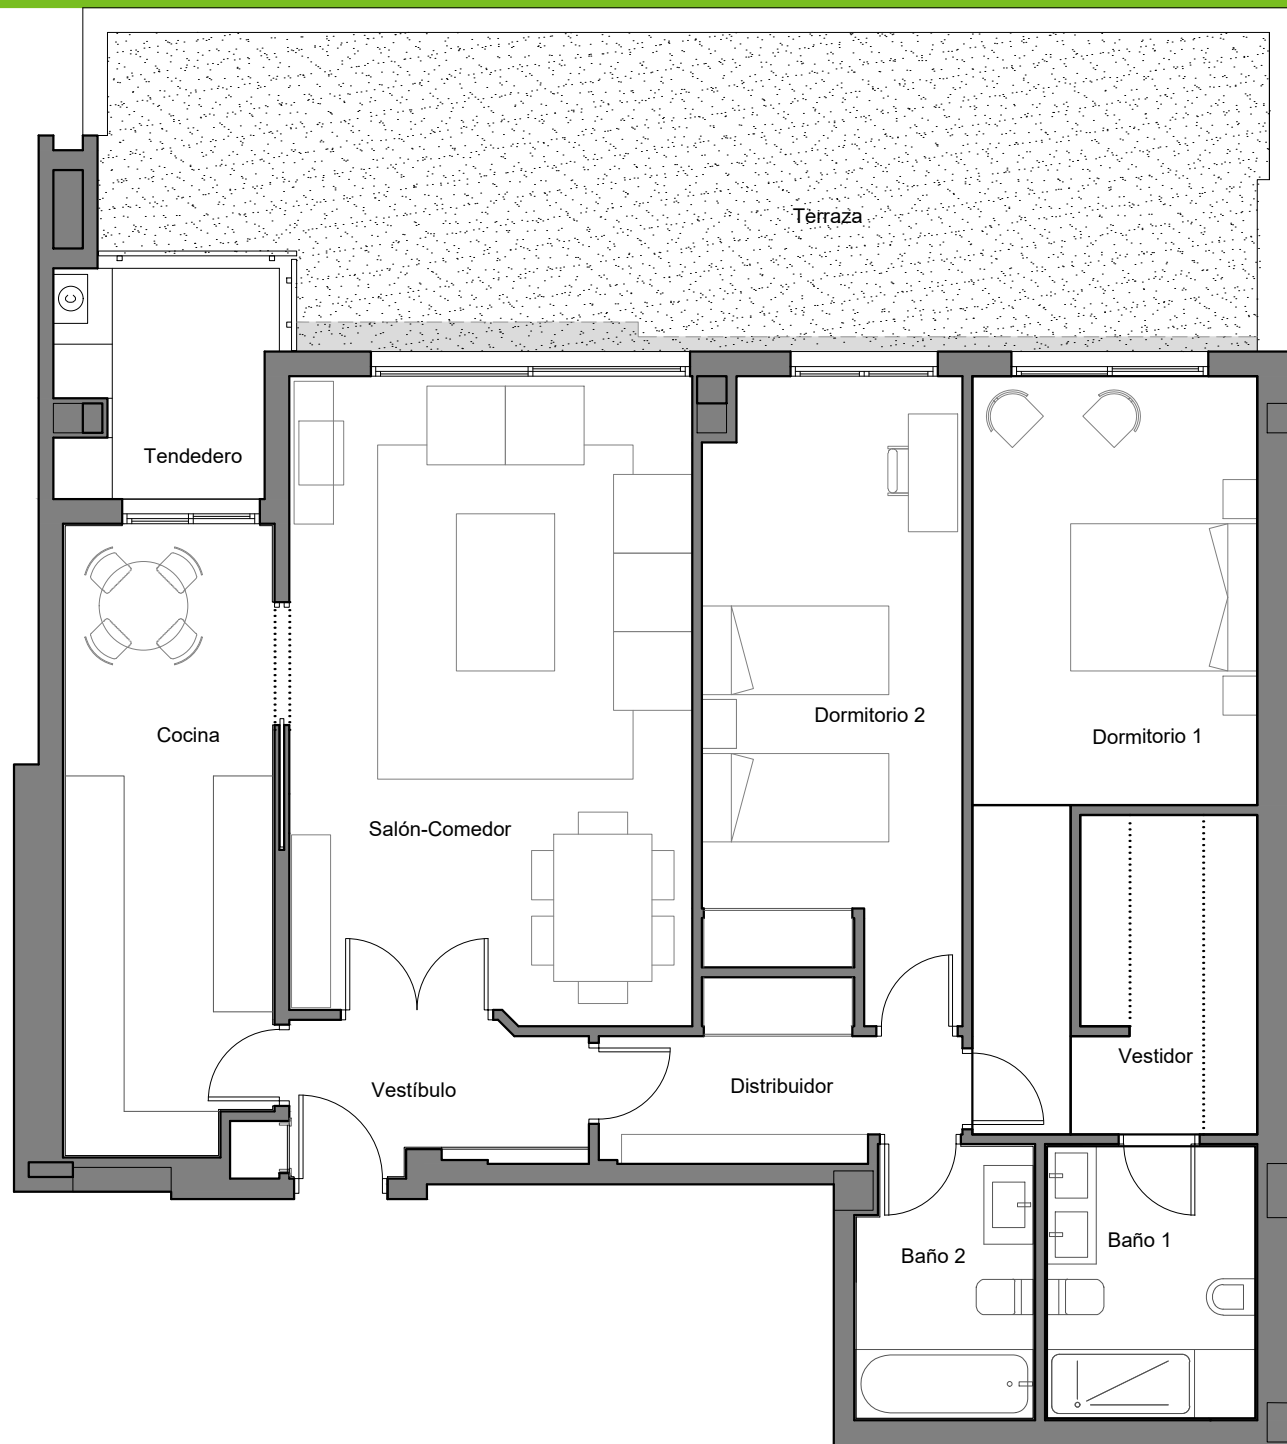 Terraza
Tendedero
Dormitorio 2
Cocina
Dormitorio 1
Salón-Comedor
Vestidor
Vestíbulo
Distribuidor
Baño 1
Baño 2
C